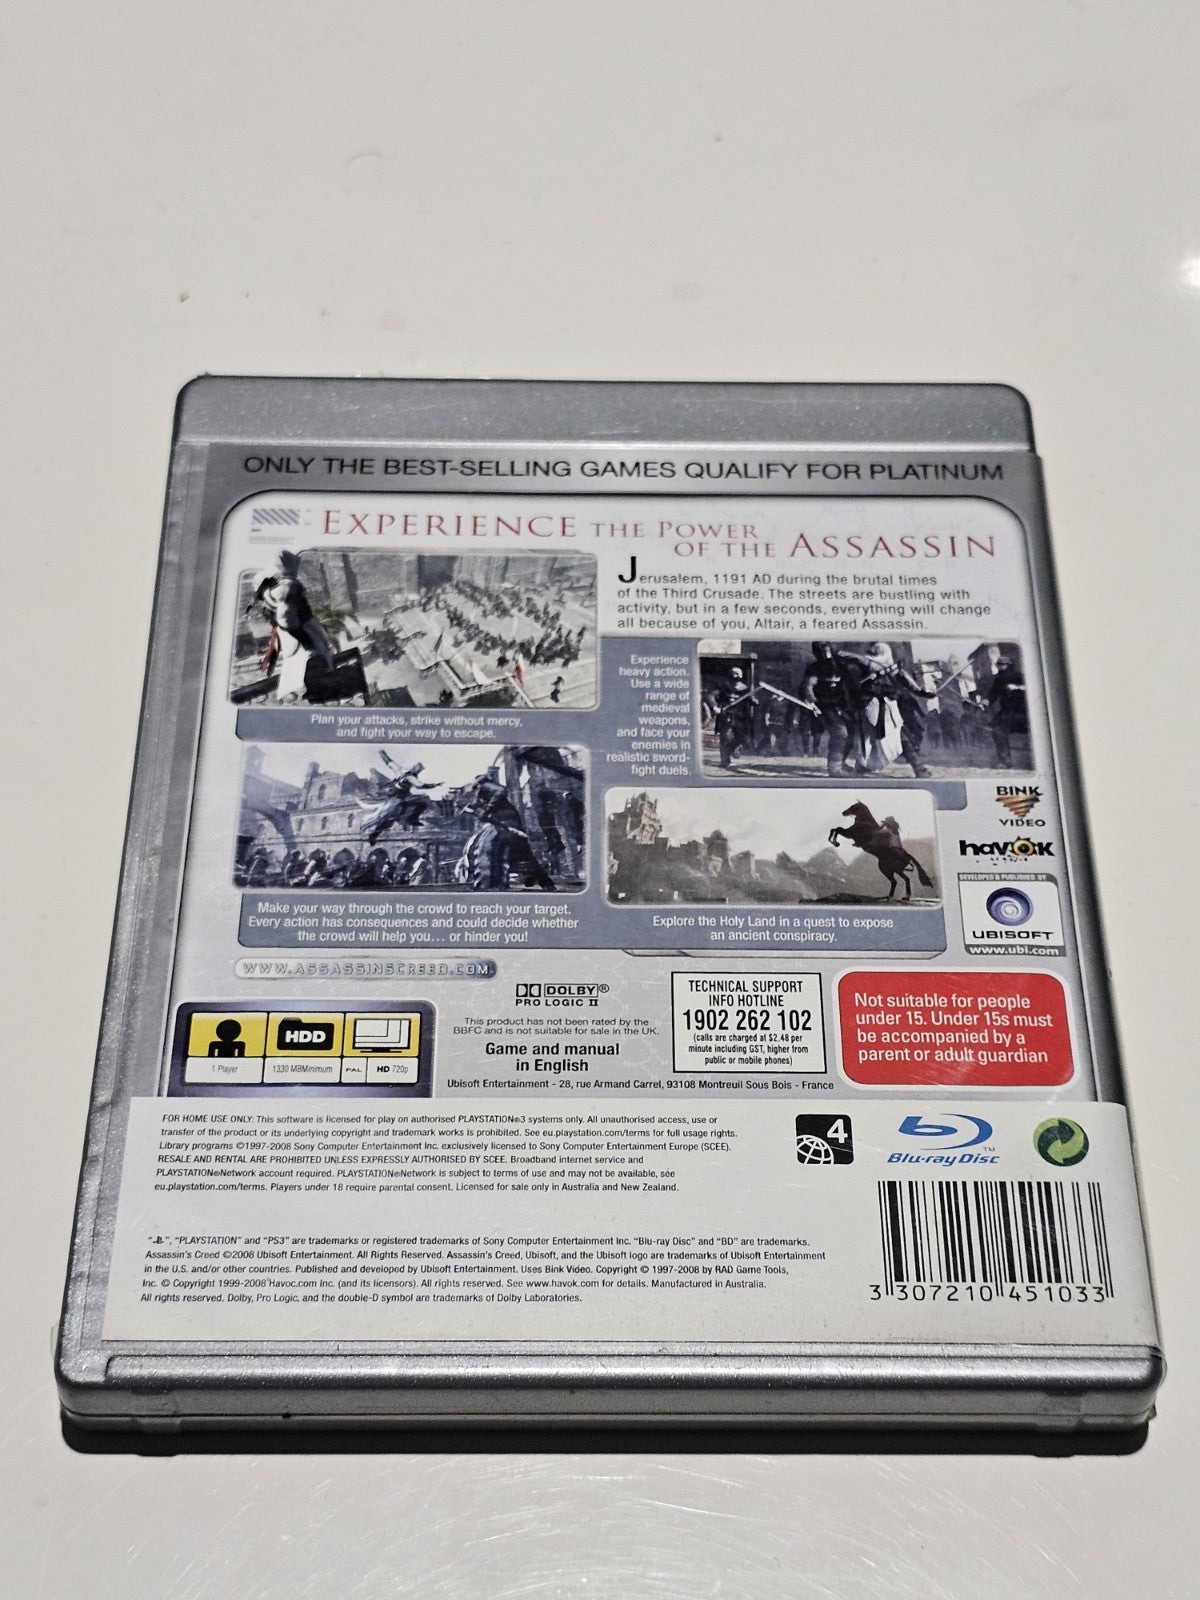 ONLY THE BEST-SELLING GAMES QUALIFY FOR PLATINUM
EXPERIENCE THE POWER
OF THE ASSASSIN
Jerusalem, 1191 AD during the brutal times
of the Third Crusade. The streets are bustling with
activity, but in a few seconds, everything will change
all because of you, Altair, a feared Assassin.
Plan your attacks, strike without mercy,
and fight your way to escape.
Experience
heavy action.
Use a wide
range of
medieval
weapons,
and face your
enemies in
realistic sword-
fight duels.
Make your way through the crowd to reach your target.
Every action has consequences and could decide whether
the crowd will help you... or hinder you!
Explore the Holy Land in a quest to expose
an ancient conspiracy.
BINK
VIDEO
havok
DEVELOPED & PUBLISHED BY
UBISOFT
www.ubi.com
WWW.ASSASSINSCREED.COM
HDD
1 Player
1330 MBMinimum
PAL
HD 720p
DOLBY®
PRO LOGIC II
This product has not been rated by the
BBFC and is not suitable for sale in the UK.
Game and manual
in English
TECHNICAL SUPPORT
INFO HOTLINE
1902 262 102
(calls are charged at $2.48 per
minute including GST, higher from
public or mobile phones)
Not suitable for people
under 15. Under 15s must
be accompanied by a
parent or adult guardian
Ubisoft Entertainment - 28, rue Armand Carrel, 93108 Montreuil Sous Bois - France
FOR HOME USE ONLY: This software is licensed for play on authorised PLAYSTATION®3 systems only. All unauthorised access, use or
transfer of the product or its underlying copyright and trademark works is prohibited. See eu.playstation.com/terms for full usage rights.
Library programs ©1997-2008 Sony Computer Entertainment Inc. exclusively licensed to Sony Computer Entertainment Europe (SCEE).
RESALE AND RENTAL ARE PROHIBITED UNLESS EXPRESSLY AUTHORISED BY SCEE. Broadband internet service and
PLAYSTATION®Network account required. PLAYSTATION®Network is subject to terms of use and may not be available, see
eu.playstation.com/terms. Players under 18 require parental consent. Licensed for sale only in Australia and New Zealand.
4
Blu-ray Disc™
"PS", "PLAYSTATION" and "PS3" are trademarks or registered trademarks of Sony Computer Entertainment Inc. "Blu-ray Disc" and "BD" are trademarks.
Assassin's Creed ©2008 Ubisoft Entertainment. All Rights Reserved. Assassin's Creed, Ubisoft, and the Ubisoft logo are trademarks of Ubisoft Entertainment
in the U.S. and/or other countries. Published and developed by Ubisoft Entertainment. Uses Bink Video. Copyright © 1997-2008 by RAD Game Tools,
Inc. © Copyright 1999-2008 Havoc.com Inc. (and its licensors). All rights reserved. See www.havok.com for details. Manufactured in Australia.
All rights reserved. Dolby, Pro Logic, and the double-D symbol are trademarks of Dolby Laboratories.
3 307210 451033